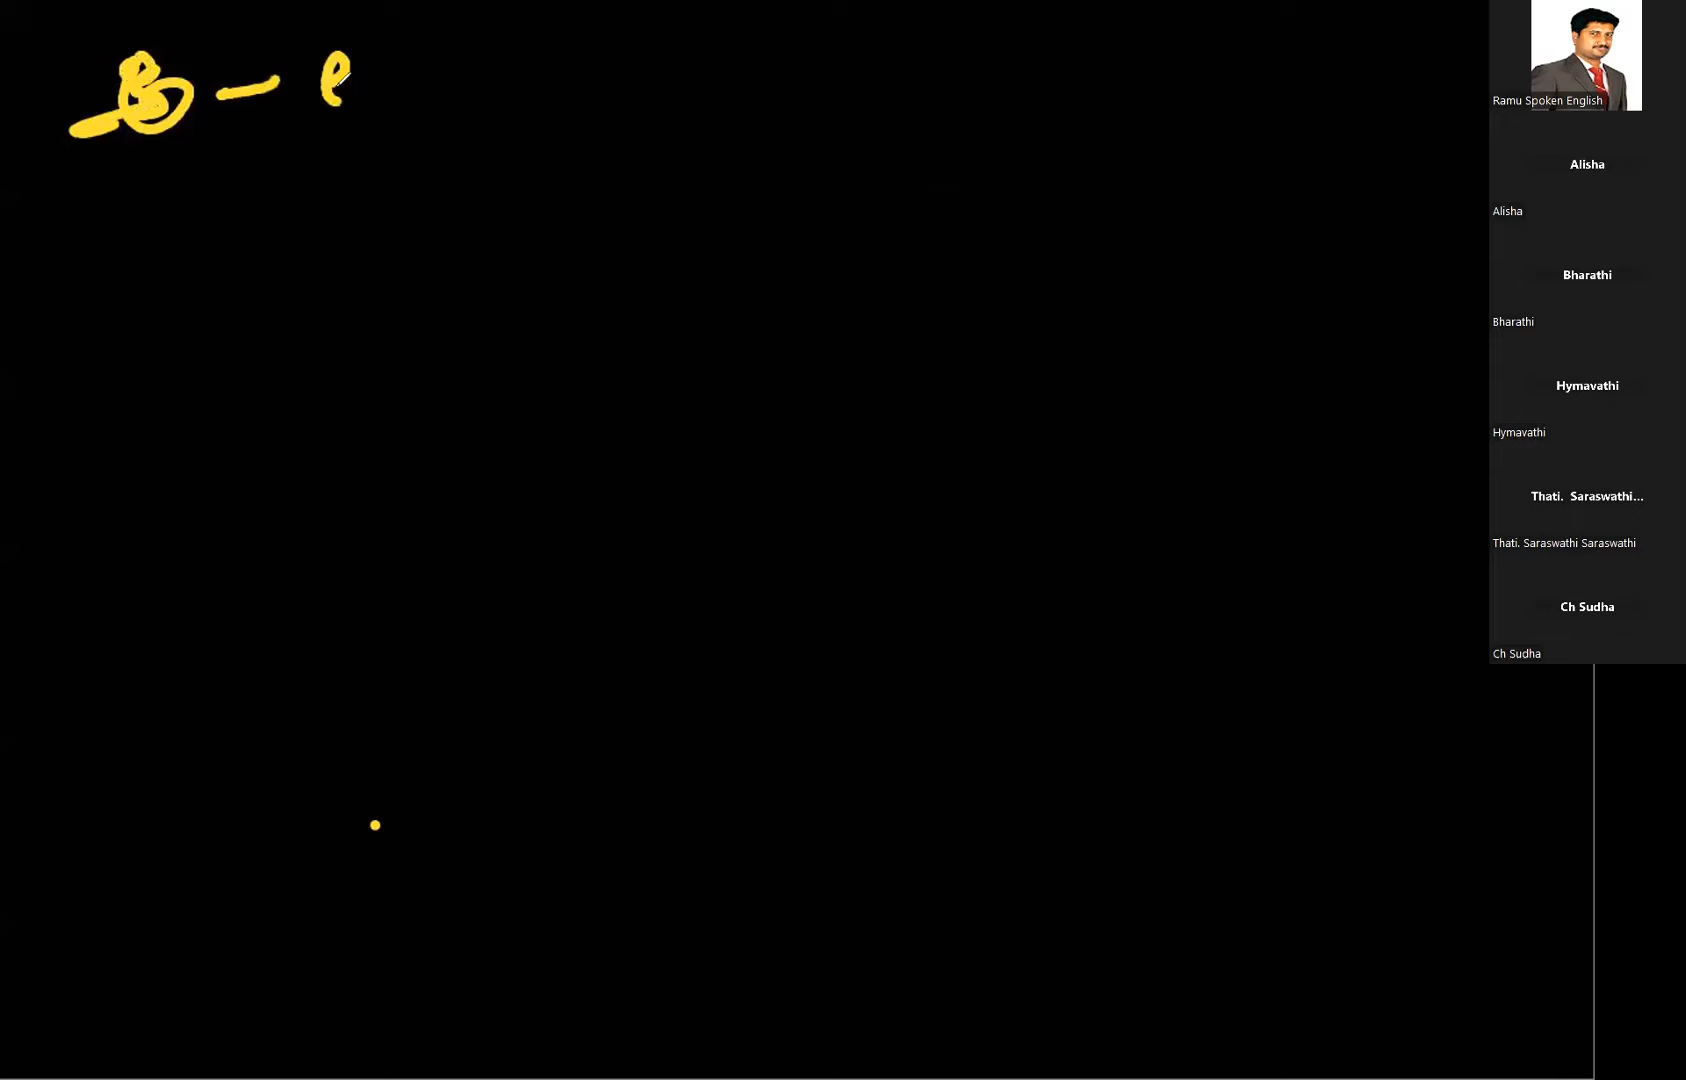 Ramu Spoken English
Alisha
Alisha
Bharathi
Bharathi
Hymavathi
Hymavathi
Thati. Saraswathi...
Thati. Saraswathi Saraswathi
Ch Sudha
Ch Sudha